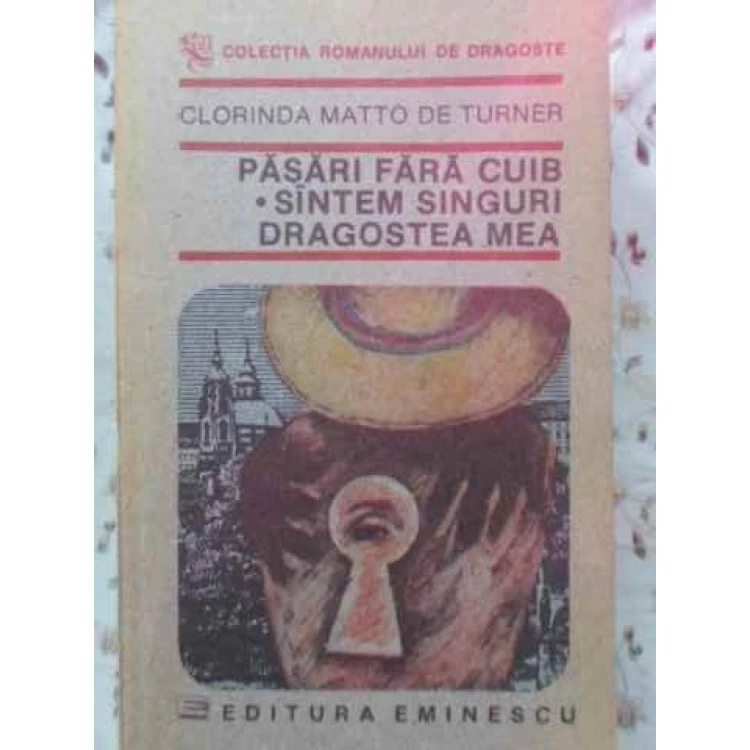 COLECȚIA ROMANULUI DE DRAGOSTE
CLORINDA MATTO DE TURNER
PĂSĂRI FĂRĂ CUIB
• SÎNTEM SINGURI
DRAGOSTEA MEA
EDITURA EMINESCU